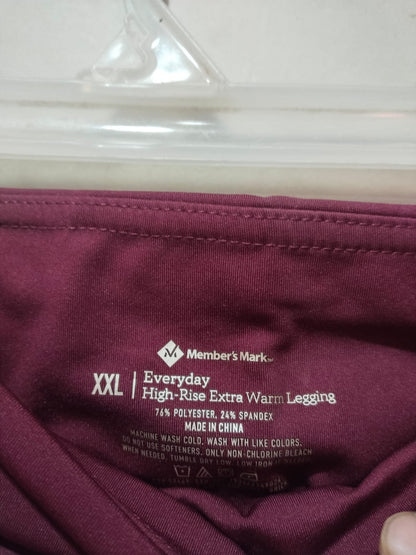 Member's Mark™
XXL
Everyday
High-Rise Extra Warm Legging
76% POLYESTER, 24% SPANDEX
MADE IN CHINA
MACHINE WASH COLD. WASH WITH LIKE COLORS.
DO NOT USE SOFTENERS. ONLY NON-CHLORINE BLEACH
WHEN NEEDED. TUMBLE DRY LOW. LOW IRON